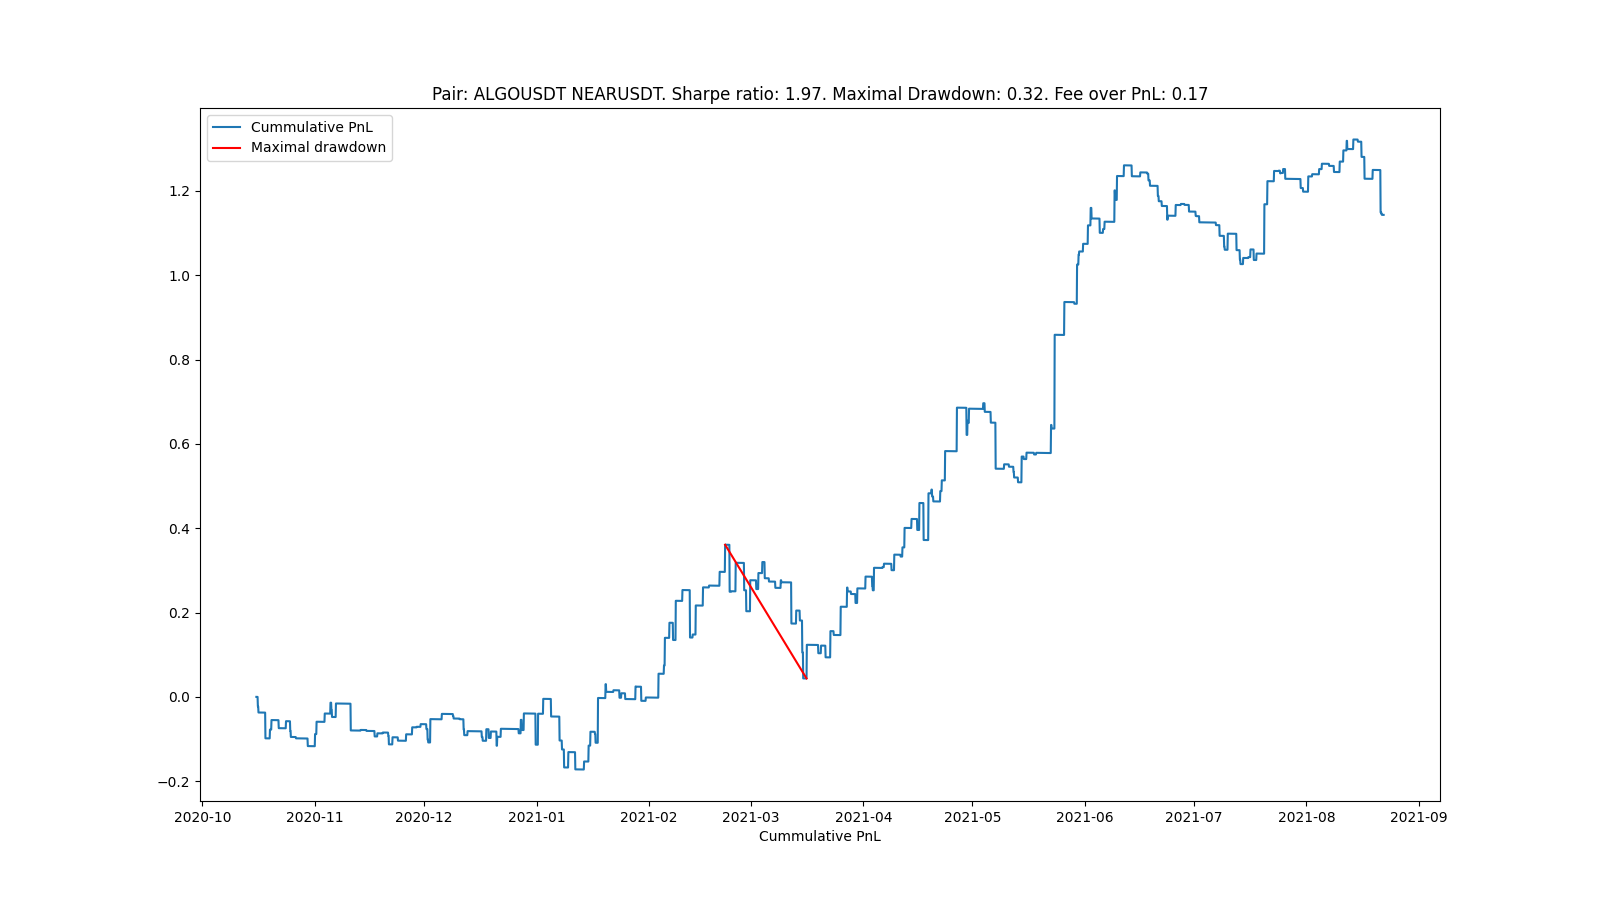 Pair: ALGOUSDT NEARUSDT. Sharpe ratio: 1.97. Maximal Drawdown: 0.32. Fee over PnL: 0.17
Cummulative PnL
Maximal drawdown
1.2
1.0
0.8
0.6
0.4
0.2
0.0
−0.2
2020-10 2020-11 2020-12 2021-01 2021-02 2021-03 2021-04 2021-05 2021-06 2021-07 2021-08 2021-09
Cummulative PnL